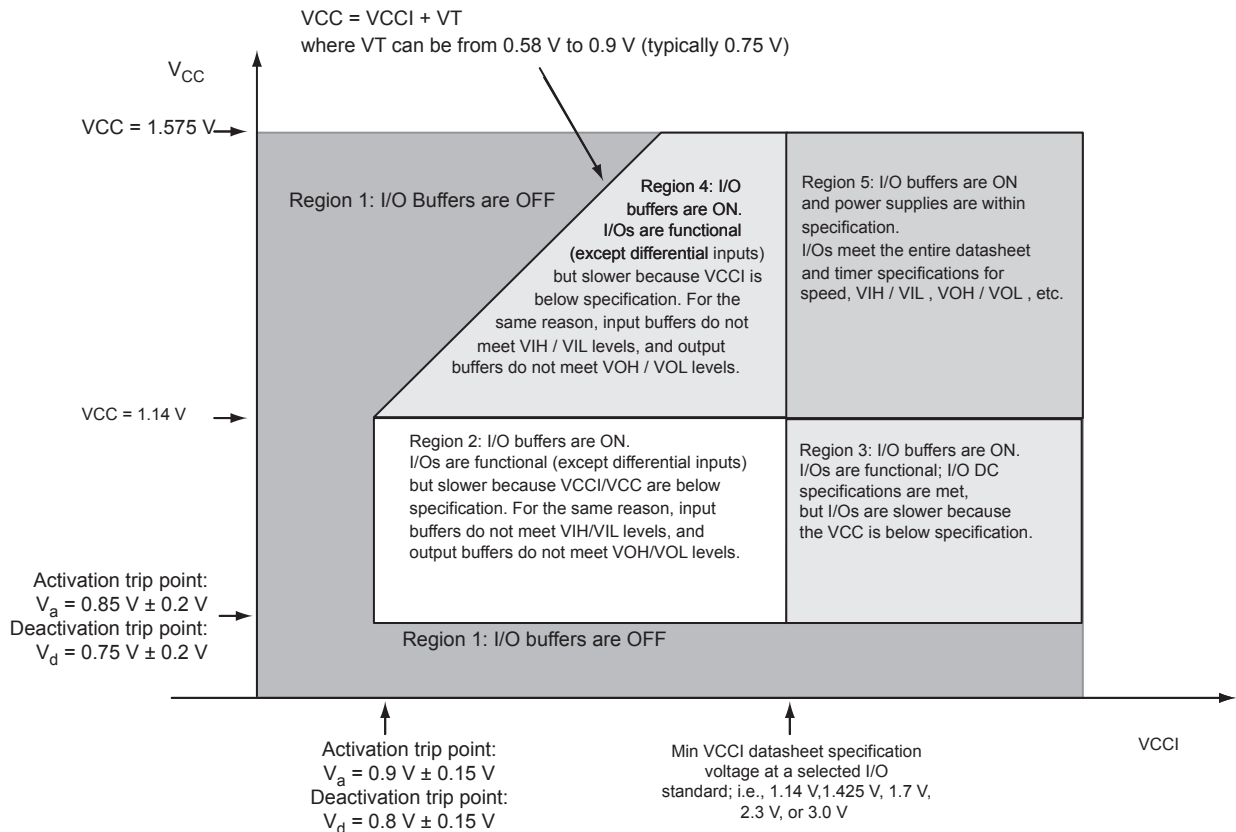 VCC = VCCI + VT
where VT can be from 0.58 V to 0.9 V (typically 0.75 V)
VCC
VCC = 1.575 V
Region 1: I/O Buffers are OFF
Region 4: I/O
buffers are ON.
I/Os are functional
(except differential inputs)
but slower because VCCI is
below specification. For the
same reason, input buffers do not
meet VIH / VIL levels, and output
buffers do not meet VOH / VOL levels.
Region 5: I/O buffers are ON
and power supplies are within
specification.
I/Os meet the entire datasheet
and timer specifications for
speed, VIH / VIL , VOH / VOL , etc.
VCC = 1.14 V
Region 2: I/O buffers are ON.
I/Os are functional (except differential inputs)
but slower because VCCI/VCC are below
specification. For the same reason, input
buffers do not meet VIH/VIL levels, and
output buffers do not meet VOH/VOL levels.
Region 3: I/O buffers are ON.
I/Os are functional; I/O DC
specifications are met,
but I/Os are slower because
the VCC is below specification.
Activation trip point:
Va = 0.85 V ± 0.2 V
Deactivation trip point:
Vd = 0.75 V ± 0.2 V
Region 1: I/O buffers are OFF
Activation trip point:
Va = 0.9 V ± 0.15 V
Deactivation trip point:
Vd = 0.8 V ± 0.15 V
Min VCCI datasheet specification
voltage at a selected I/O
standard; i.e., 1.14 V,1.425 V, 1.7 V,
2.3 V, or 3.0 V
VCCI